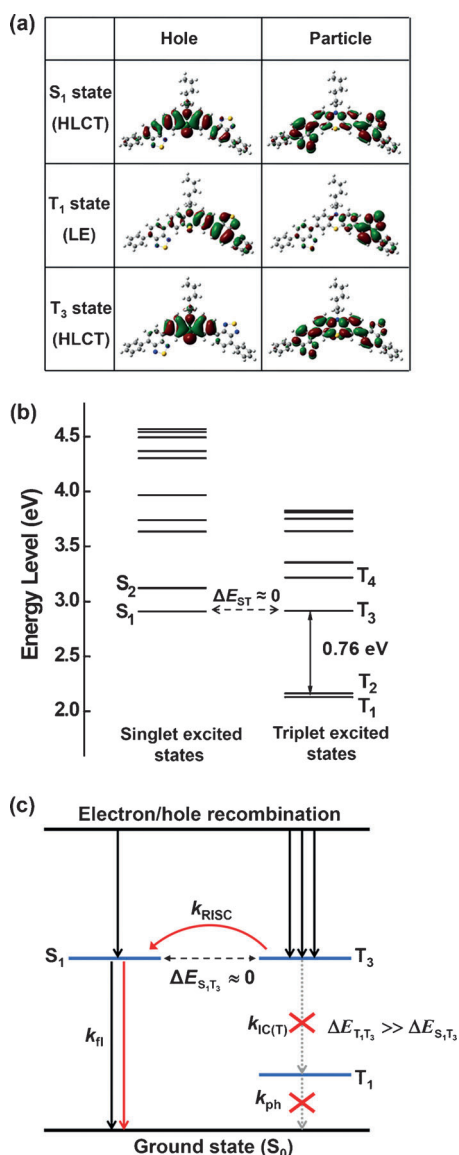 (a)
Hole Particle
S1 state
(HLCT)
T1 state
(LE)
T3 state
(HLCT)
(b)
Energy Level (eV)
4.5
4.0
3.5
3.0
2.5
2.0
S2
S1
ΔEST ≈ 0
T4
T3
0.76 eV
T2
T1
Singlet excited
states
Triplet excited
states
(c)
Electron/hole recombination
kRISC
S1
T3
ΔES1T3 ≈ 0
kfl
kIC(T)
ΔET1T3 >> ΔES1T3
T1
kph
Ground state (S0)